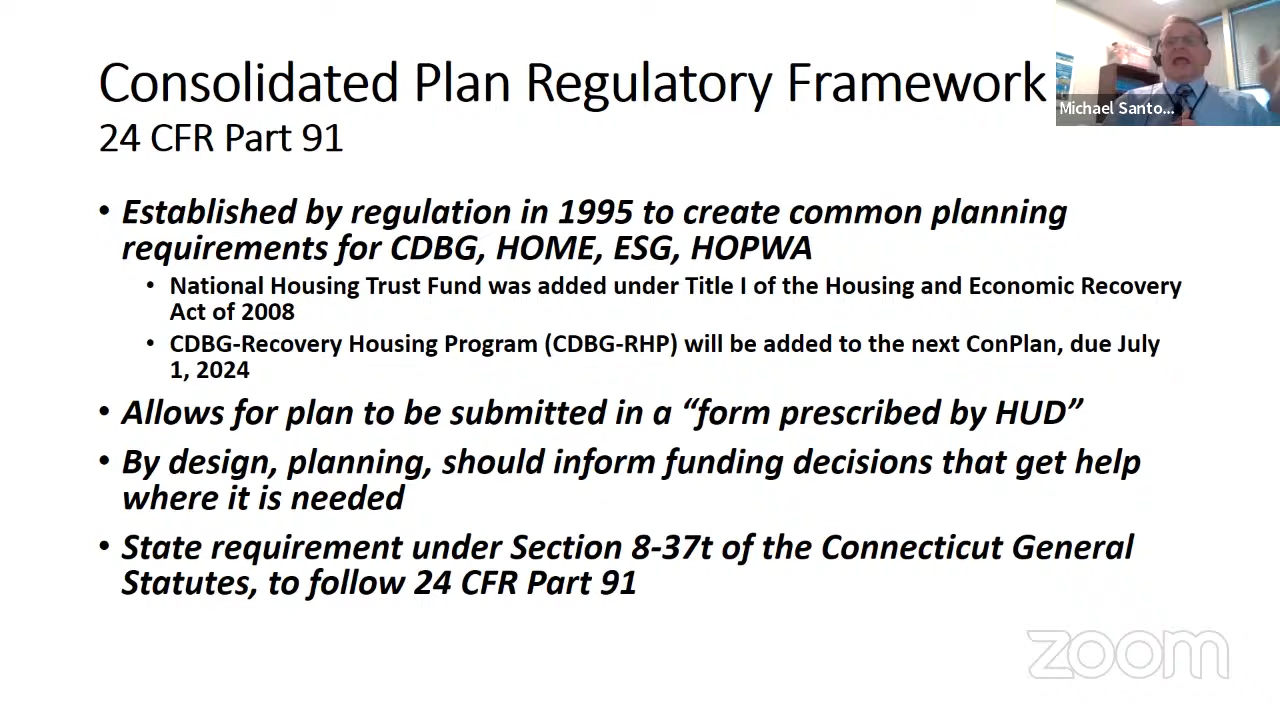 Consolidated Plan Regulatory Framework
24 CFR Part 91
Michael Santo...
• Established by regulation in 1995 to create common planning
requirements for CDBG, HOME, ESG, HOPWA
• National Housing Trust Fund was added under Title I of the Housing and Economic Recovery
Act of 2008
• CDBG-Recovery Housing Program (CDBG-RHP) will be added to the next ConPlan, due July
1, 2024
• Allows for plan to be submitted in a “form prescribed by HUD”
• By design, planning, should inform funding decisions that get help
where it is needed
• State requirement under Section 8-37t of the Connecticut General
Statutes, to follow 24 CFR Part 91
zoom